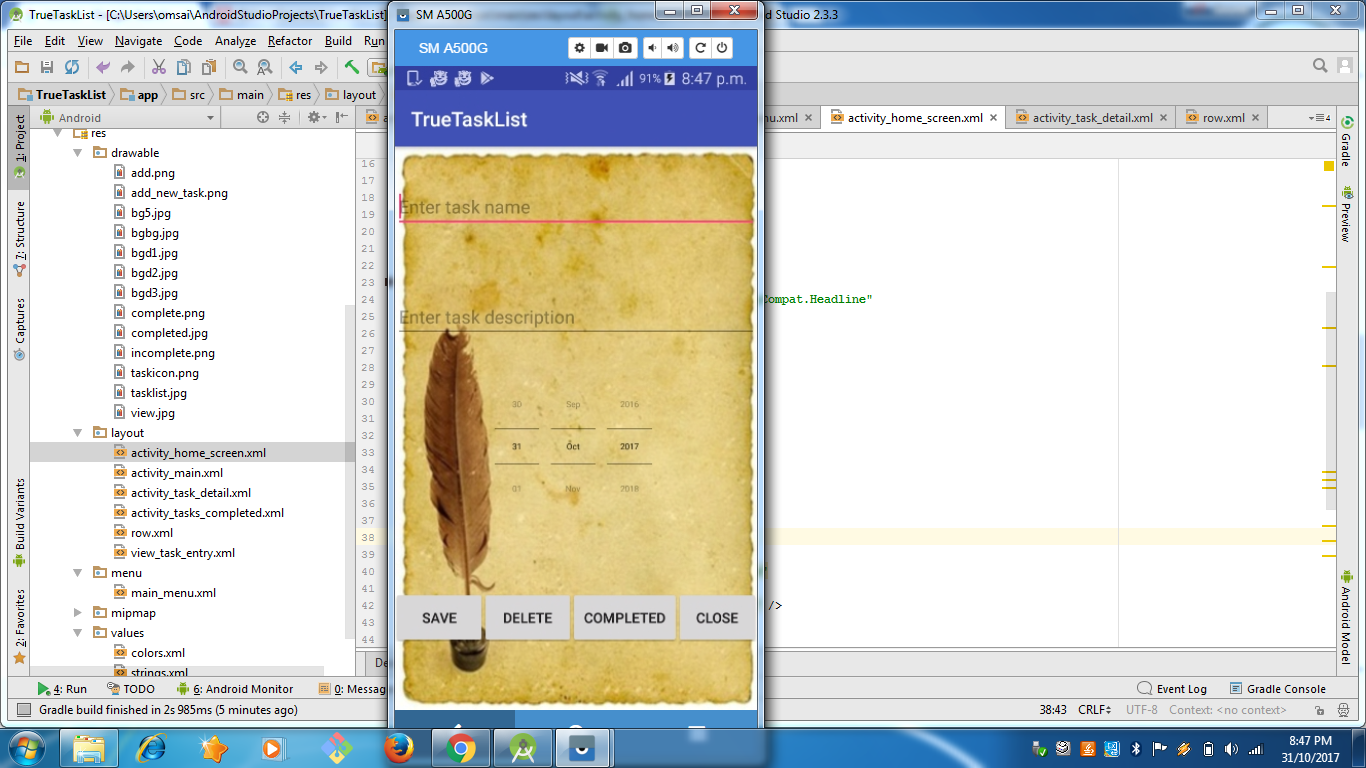 TrueTaskList - [C:\Users\omsai\AndroidStudioProjects\TrueTaskList]
SM A500G
d Studio 2.3.3
File Edit View Navigate Code Analyze Refactor Build Run
SM A500G
91% 8:47 p.m.
TrueTaskList app src main res layout
TrueTaskList
Android
nu.xml activity_home_screen.xml activity_task_detail.xml row.xml
4
1: Project
7: Structure
Captures
Build Variants
2: Favorites
res
drawable
add.png
add_new_task.png
bg5.jpg
bgbg.jpg
bgd1.jpg
bgd2.jpg
bgd3.jpg
complete.png
completed.jpg
incomplete.png
taskicon.png
tasklist.jpg
view.jpg
layout
activity_home_screen.xml
activity_main.xml
activity_task_detail.xml
activity_tasks_completed.xml
row.xml
view_task_entry.xml
menu
main_menu.xml
mipmap
values
colors.xml
strings.xml
16
17
18
19
20
21
22
23
24
25
26
27
28
29
30
31
32
33
34
35
36
37
38
39
40
41
42
43
44
Enter task name
Enter task description
30 Sep 2016
31 Oct 2017
01 Nov 2018
SAVE DELETE COMPLETED CLOSE
Compat.Headline"
/>
Gradle
Preview
Android Model
De
4: Run TODO 6: Android Monitor 0: Messag
Event Log Gradle Console
Gradle build finished in 2s 985ms (5 minutes ago)
38:43 CRLF UTF-8 Context: <no context>
8:47 PM
31/10/2017